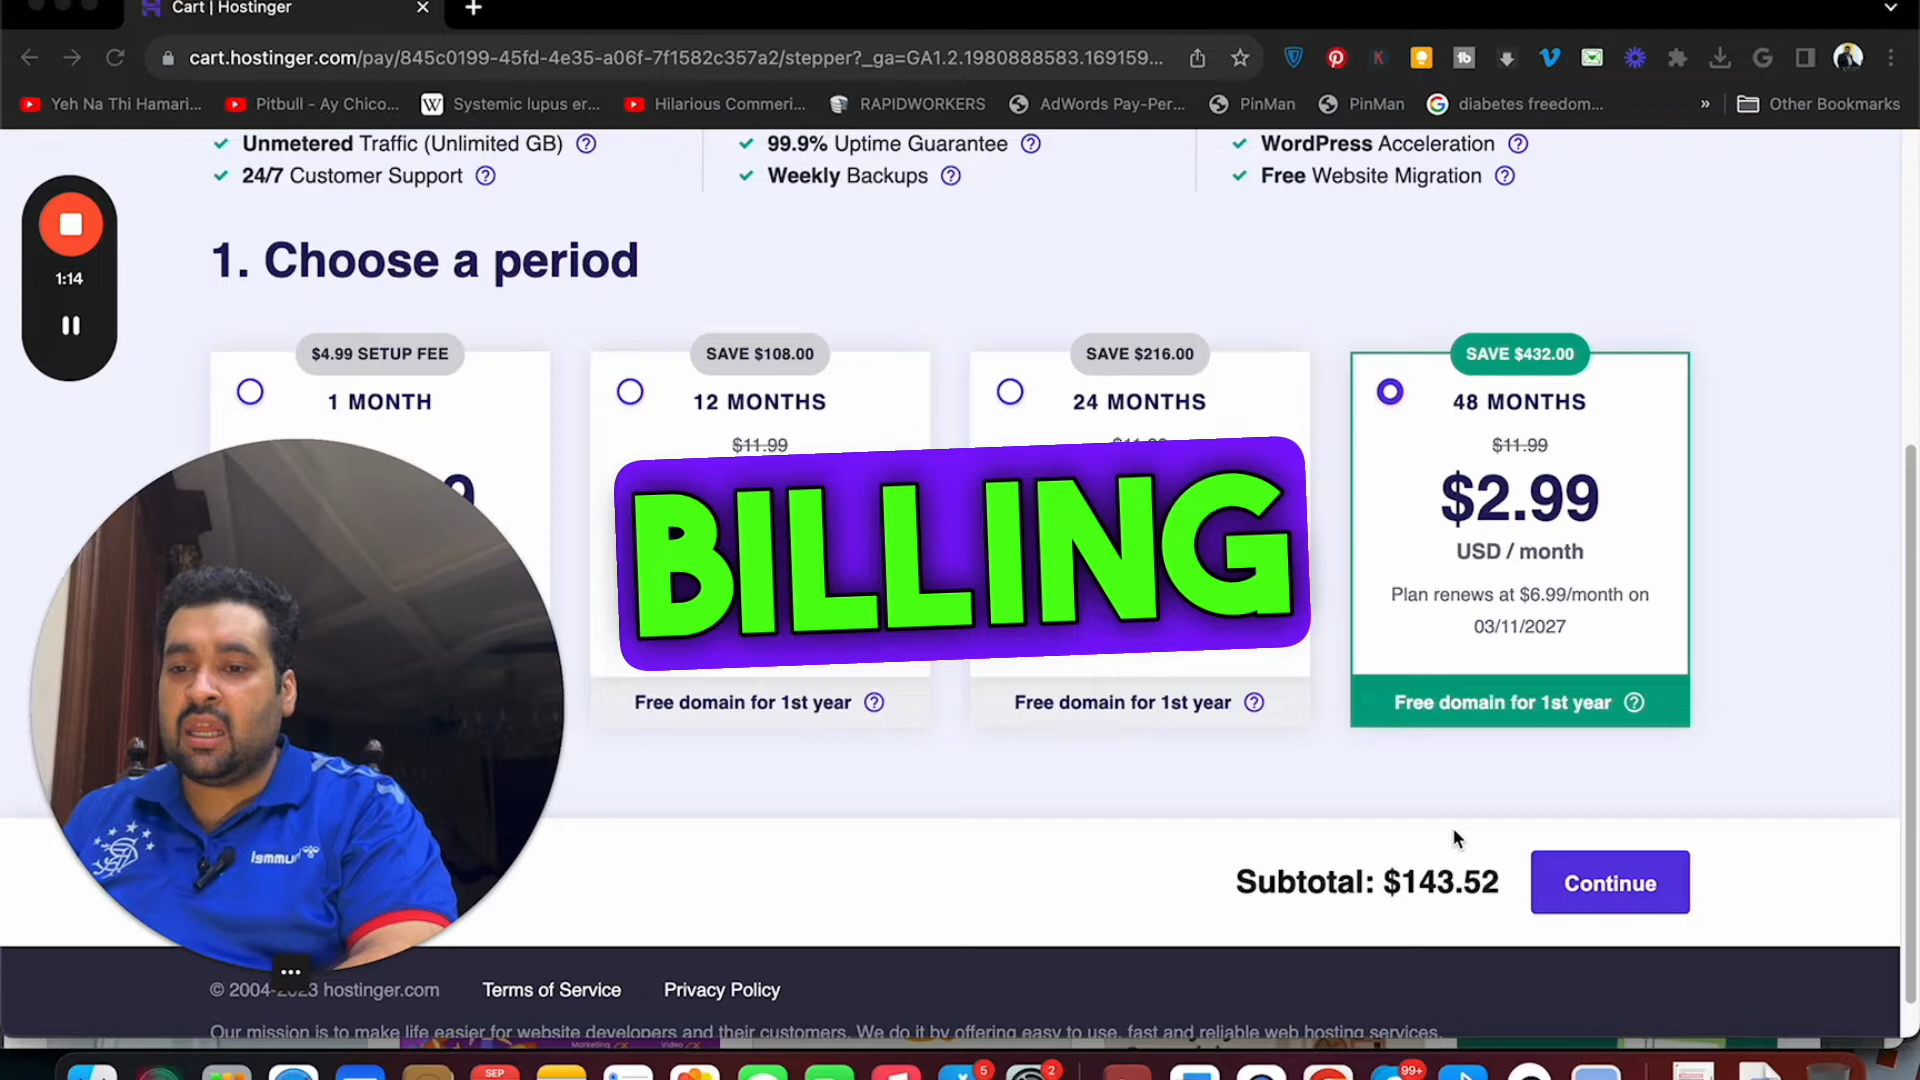 Cart | Hostinger
cart.hostinger.com/pay/845c0199-45fd-4e35-a06f-7f1582c357a2/stepper?_ga=GA1.2.1980888583.169159...
Yeh Na Thi Hamari...
Pitbull - Ay Chico...
Systemic lupus er...
Hilarious Commeri...
RAPIDWORKERS
AdWords Pay-Per...
PinMan
PinMan
diabetes freedom...
»
Other Bookmarks
Unmetered Traffic (Unlimited GB)
99.9% Uptime Guarantee
WordPress Acceleration
24/7 Customer Support
Weekly Backups
Free Website Migration
1:14
1. Choose a period
$4.99 SETUP FEE
1 MONTH
SAVE $108.00
12 MONTHS
$11.99
SAVE $216.00
24 MONTHS
SAVE $432.00
48 MONTHS
$11.99
$2.99
USD / month
Plan renews at $6.99/month on
03/11/2027
BILLING
Free domain for 1st year
Free domain for 1st year
Free domain for 1st year
Subtotal: $143.52
Continue
© 2004-2023 hostinger.com
Terms of Service
Privacy Policy
Our mission is to make life easier for website developers and their customers. We do it by offering easy to use, fast and reliable web hosting services.
SEP
5
2
99+